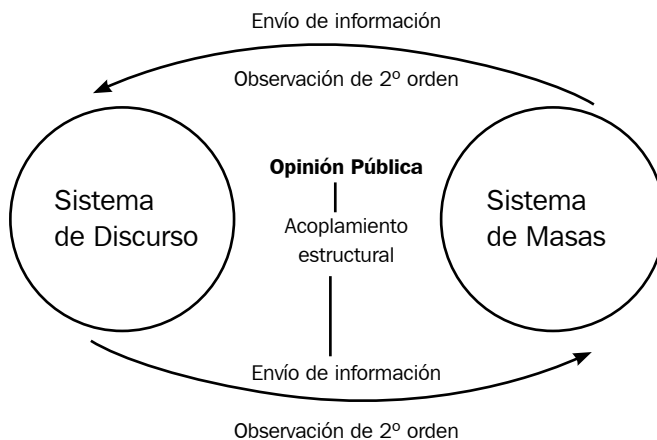 Envío de información
Observación de 2º orden
Opinión Pública
Sistema
de Discurso
Acoplamiento
estructural
Sistema
de Masas
Envío de información
Observación de 2º orden